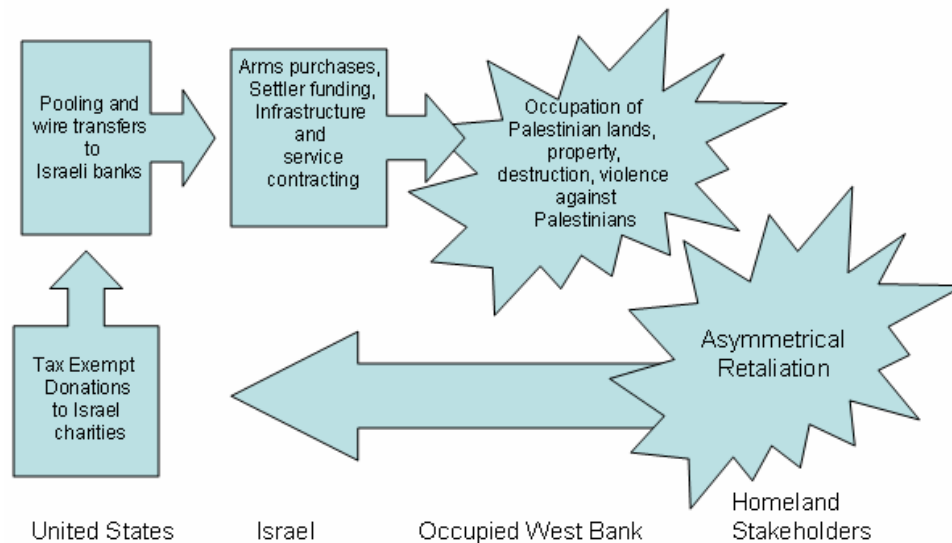 Pooling and
wire transfers
to
Israeli banks
Arms purchases,
Settler funding,
Infrastructure
and
service
contracting
Occupation of
Palestinian lands,
property,
destruction, violence
against
Palestinians
Tax Exempt
Donations
to Israel
charities
Asymmetrical
Retaliation
United States
Israel
Occupied West Bank
Homeland
Stakeholders